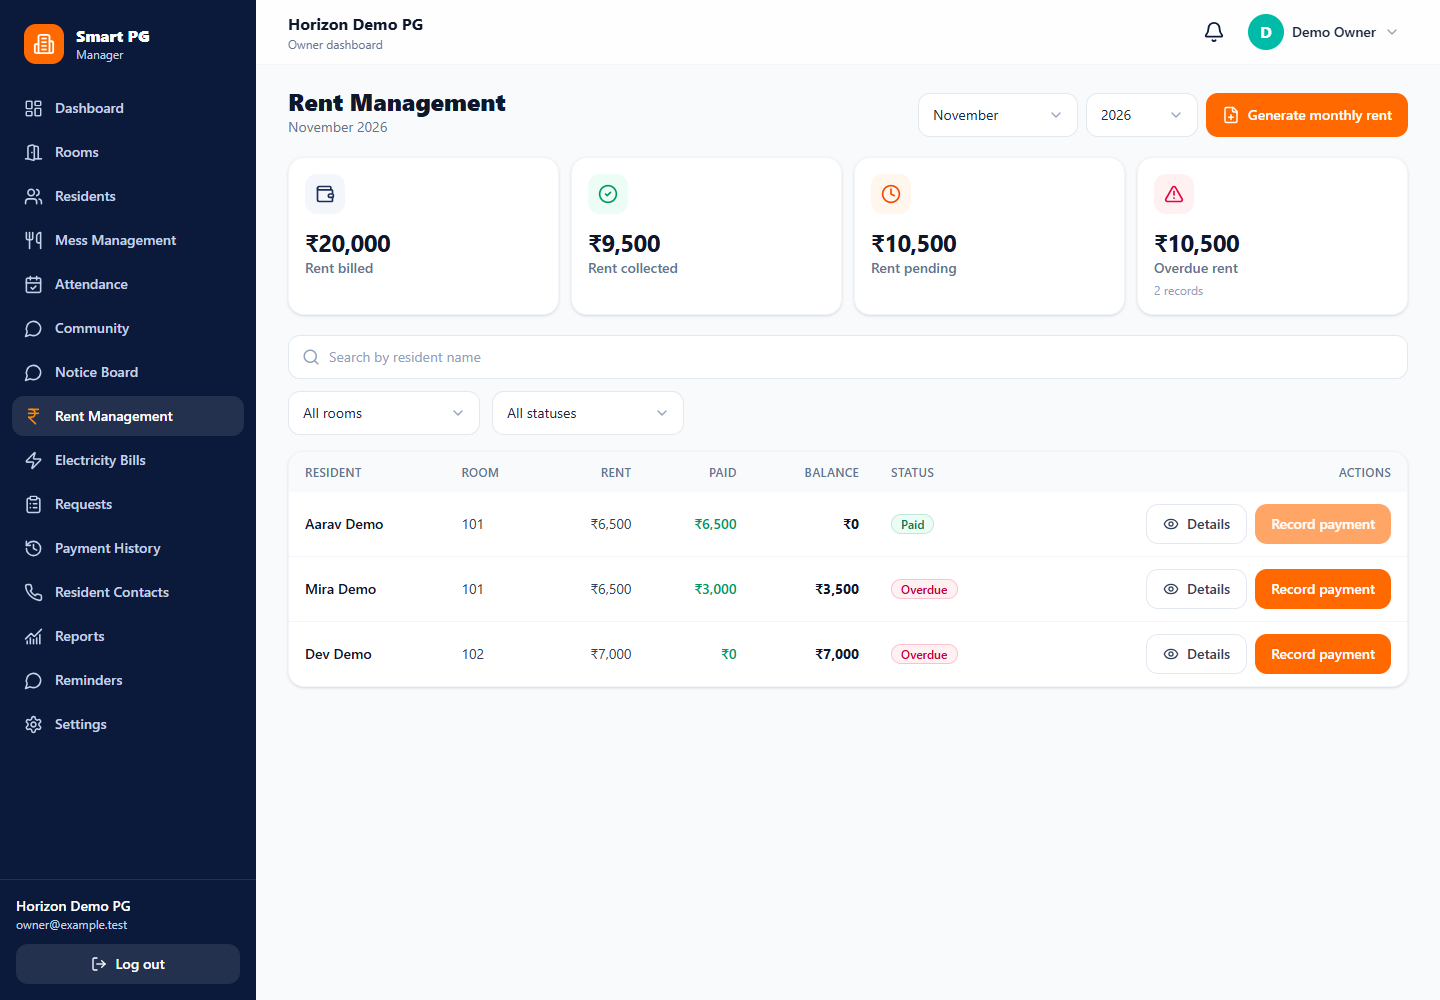 Smart PG
Manager
Dashboard
Rooms
Residents
Mess Management
Attendance
Community
Notice Board
Rent Management
Electricity Bills
Requests
Payment History
Resident Contacts
Reports
Reminders
Settings
Horizon Demo PG
owner@example.test
Log out
Horizon Demo PG
Owner dashboard
D Demo Owner
Rent Management
November 2026
November 2026 Generate monthly rent
₹20,000
Rent billed
₹9,500
Rent collected
₹10,500
Rent pending
₹10,500
Overdue rent
2 records
Search by resident name
All rooms All statuses
RESIDENT ROOM RENT PAID BALANCE STATUS ACTIONS
Aarav Demo 101 ₹6,500 ₹6,500 ₹0 Paid Details Record payment
Mira Demo 101 ₹6,500 ₹3,000 ₹3,500 Overdue Details Record payment
Dev Demo 102 ₹7,000 ₹0 ₹7,000 Overdue Details Record payment